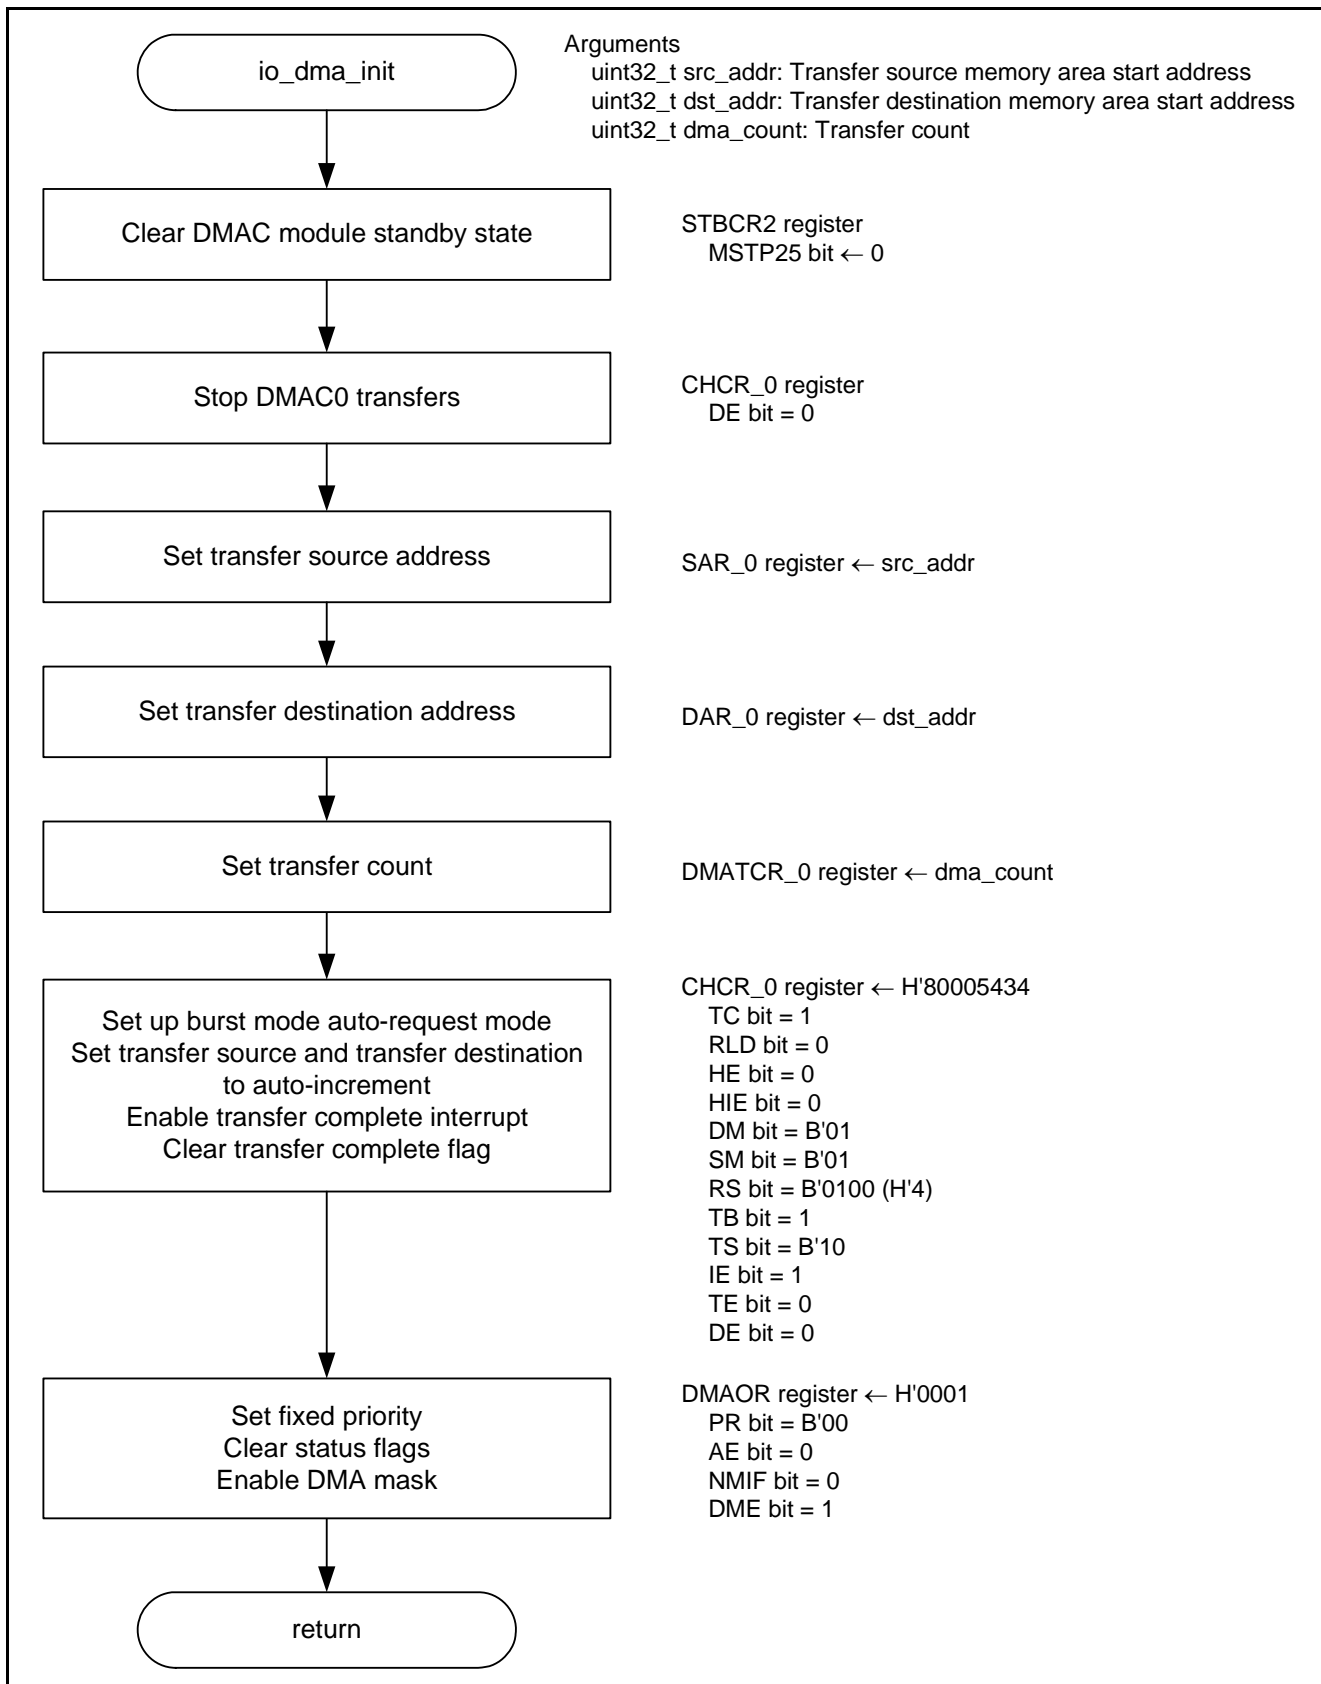 io_dma_init
Arguments
uint32_t src_addr: Transfer source memory area start address
uint32_t dst_addr: Transfer destination memory area start address
uint32_t dma_count: Transfer count
Clear DMAC module standby state
STBCR2 register
MSTP25 bit ← 0
Stop DMAC0 transfers
CHCR_0 register
DE bit = 0
Set transfer source address
SAR_0 register ← src_addr
Set transfer destination address
DAR_0 register ← dst_addr
Set transfer count
DMATCR_0 register ← dma_count
Set up burst mode auto-request mode
Set transfer source and transfer destination
to auto-increment
Enable transfer complete interrupt
Clear transfer complete flag
CHCR_0 register ← H'80005434
TC bit = 1
RLD bit = 0
HE bit = 0
HIE bit = 0
DM bit = B'01
SM bit = B'01
RS bit = B'0100 (H'4)
TB bit = 1
TS bit = B'10
IE bit = 1
TE bit = 0
DE bit = 0
Set fixed priority
Clear status flags
Enable DMA mask
DMAOR register ← H'0001
PR bit = B'00
AE bit = 0
NMIF bit = 0
DME bit = 1
return